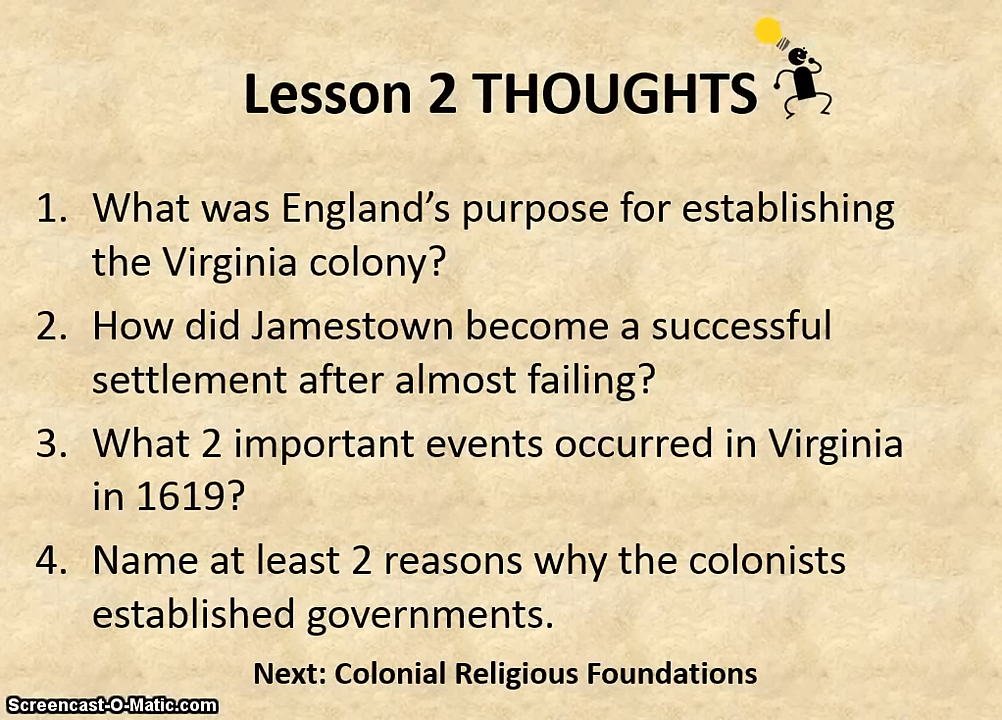 Lesson 2 THOUGHTS
1. What was England’s purpose for establishing
the Virginia colony?
2. How did Jamestown become a successful
settlement after almost failing?
3. What 2 important events occurred in Virginia
in 1619?
4. Name at least 2 reasons why the colonists
established governments.
Next: Colonial Religious Foundations
Screencast-O-Matic.com